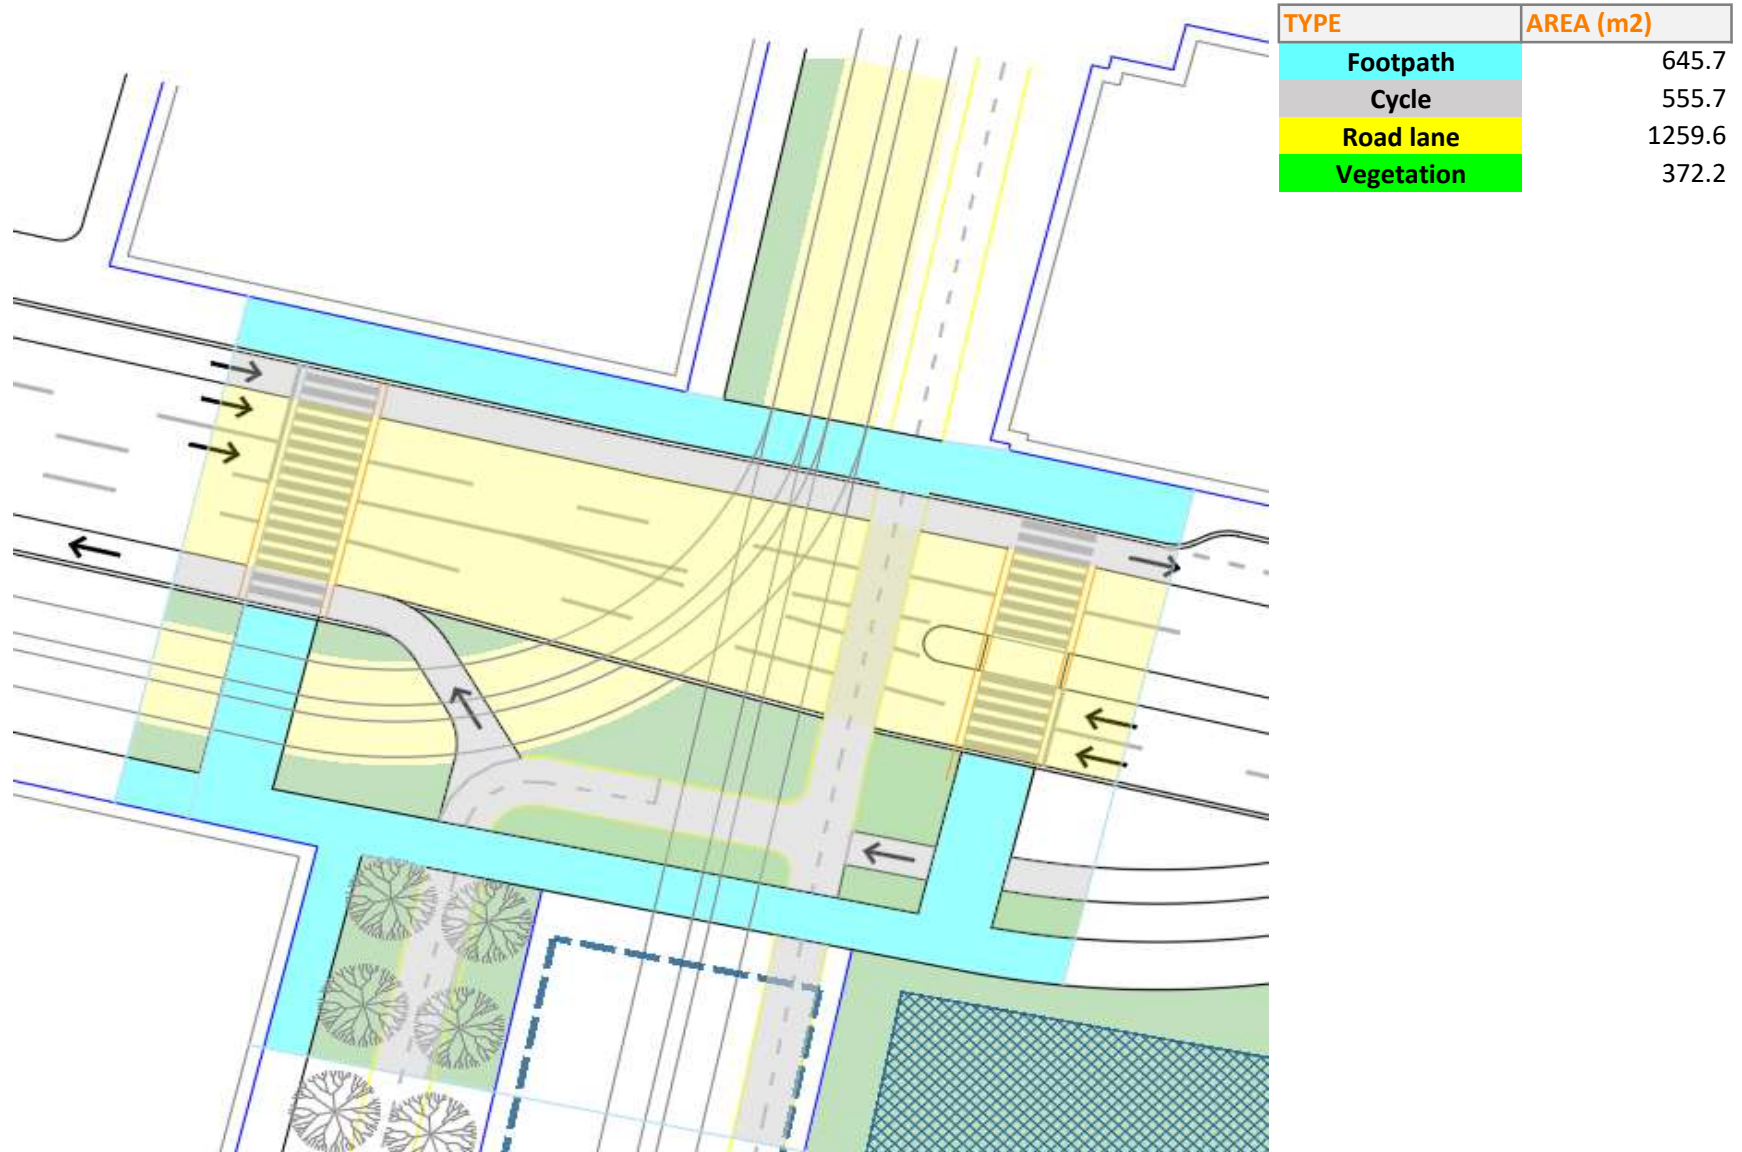 TYPE AREA (m2)
Footpath 645.7
Cycle 555.7
Road lane 1259.6
Vegetation 372.2